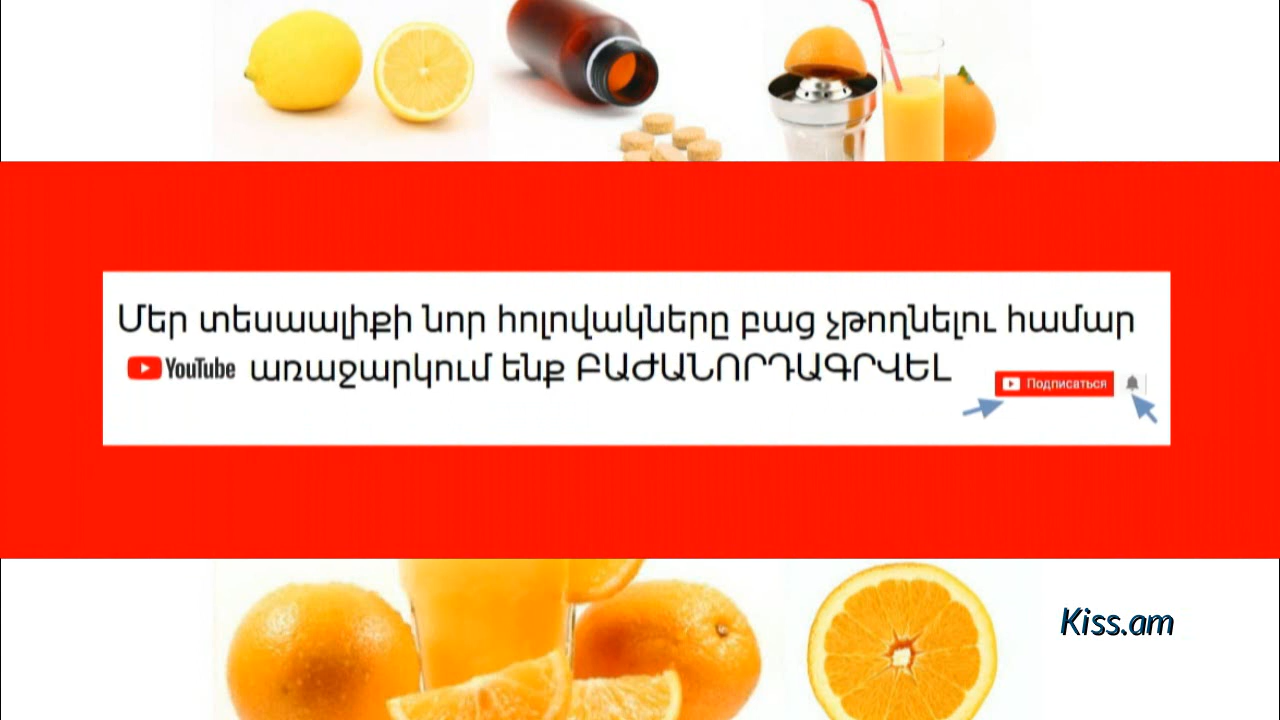 Մեր տեսաալիքի նոր հոլովակները բաց չթողնելու համար
YouTube առաջարկում ենք ԲԱԺԱՆՈՐԴԱԳՐՎԵԼ
Подписаться
Kiss.am